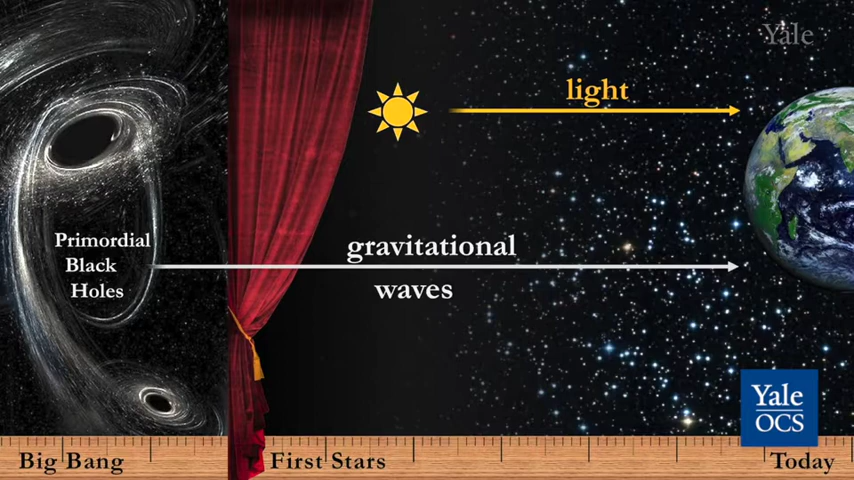 Yale
light
Primordial
Black
Holes
gravitational
waves
Yale
OCS
Big Bang
First Stars
Today